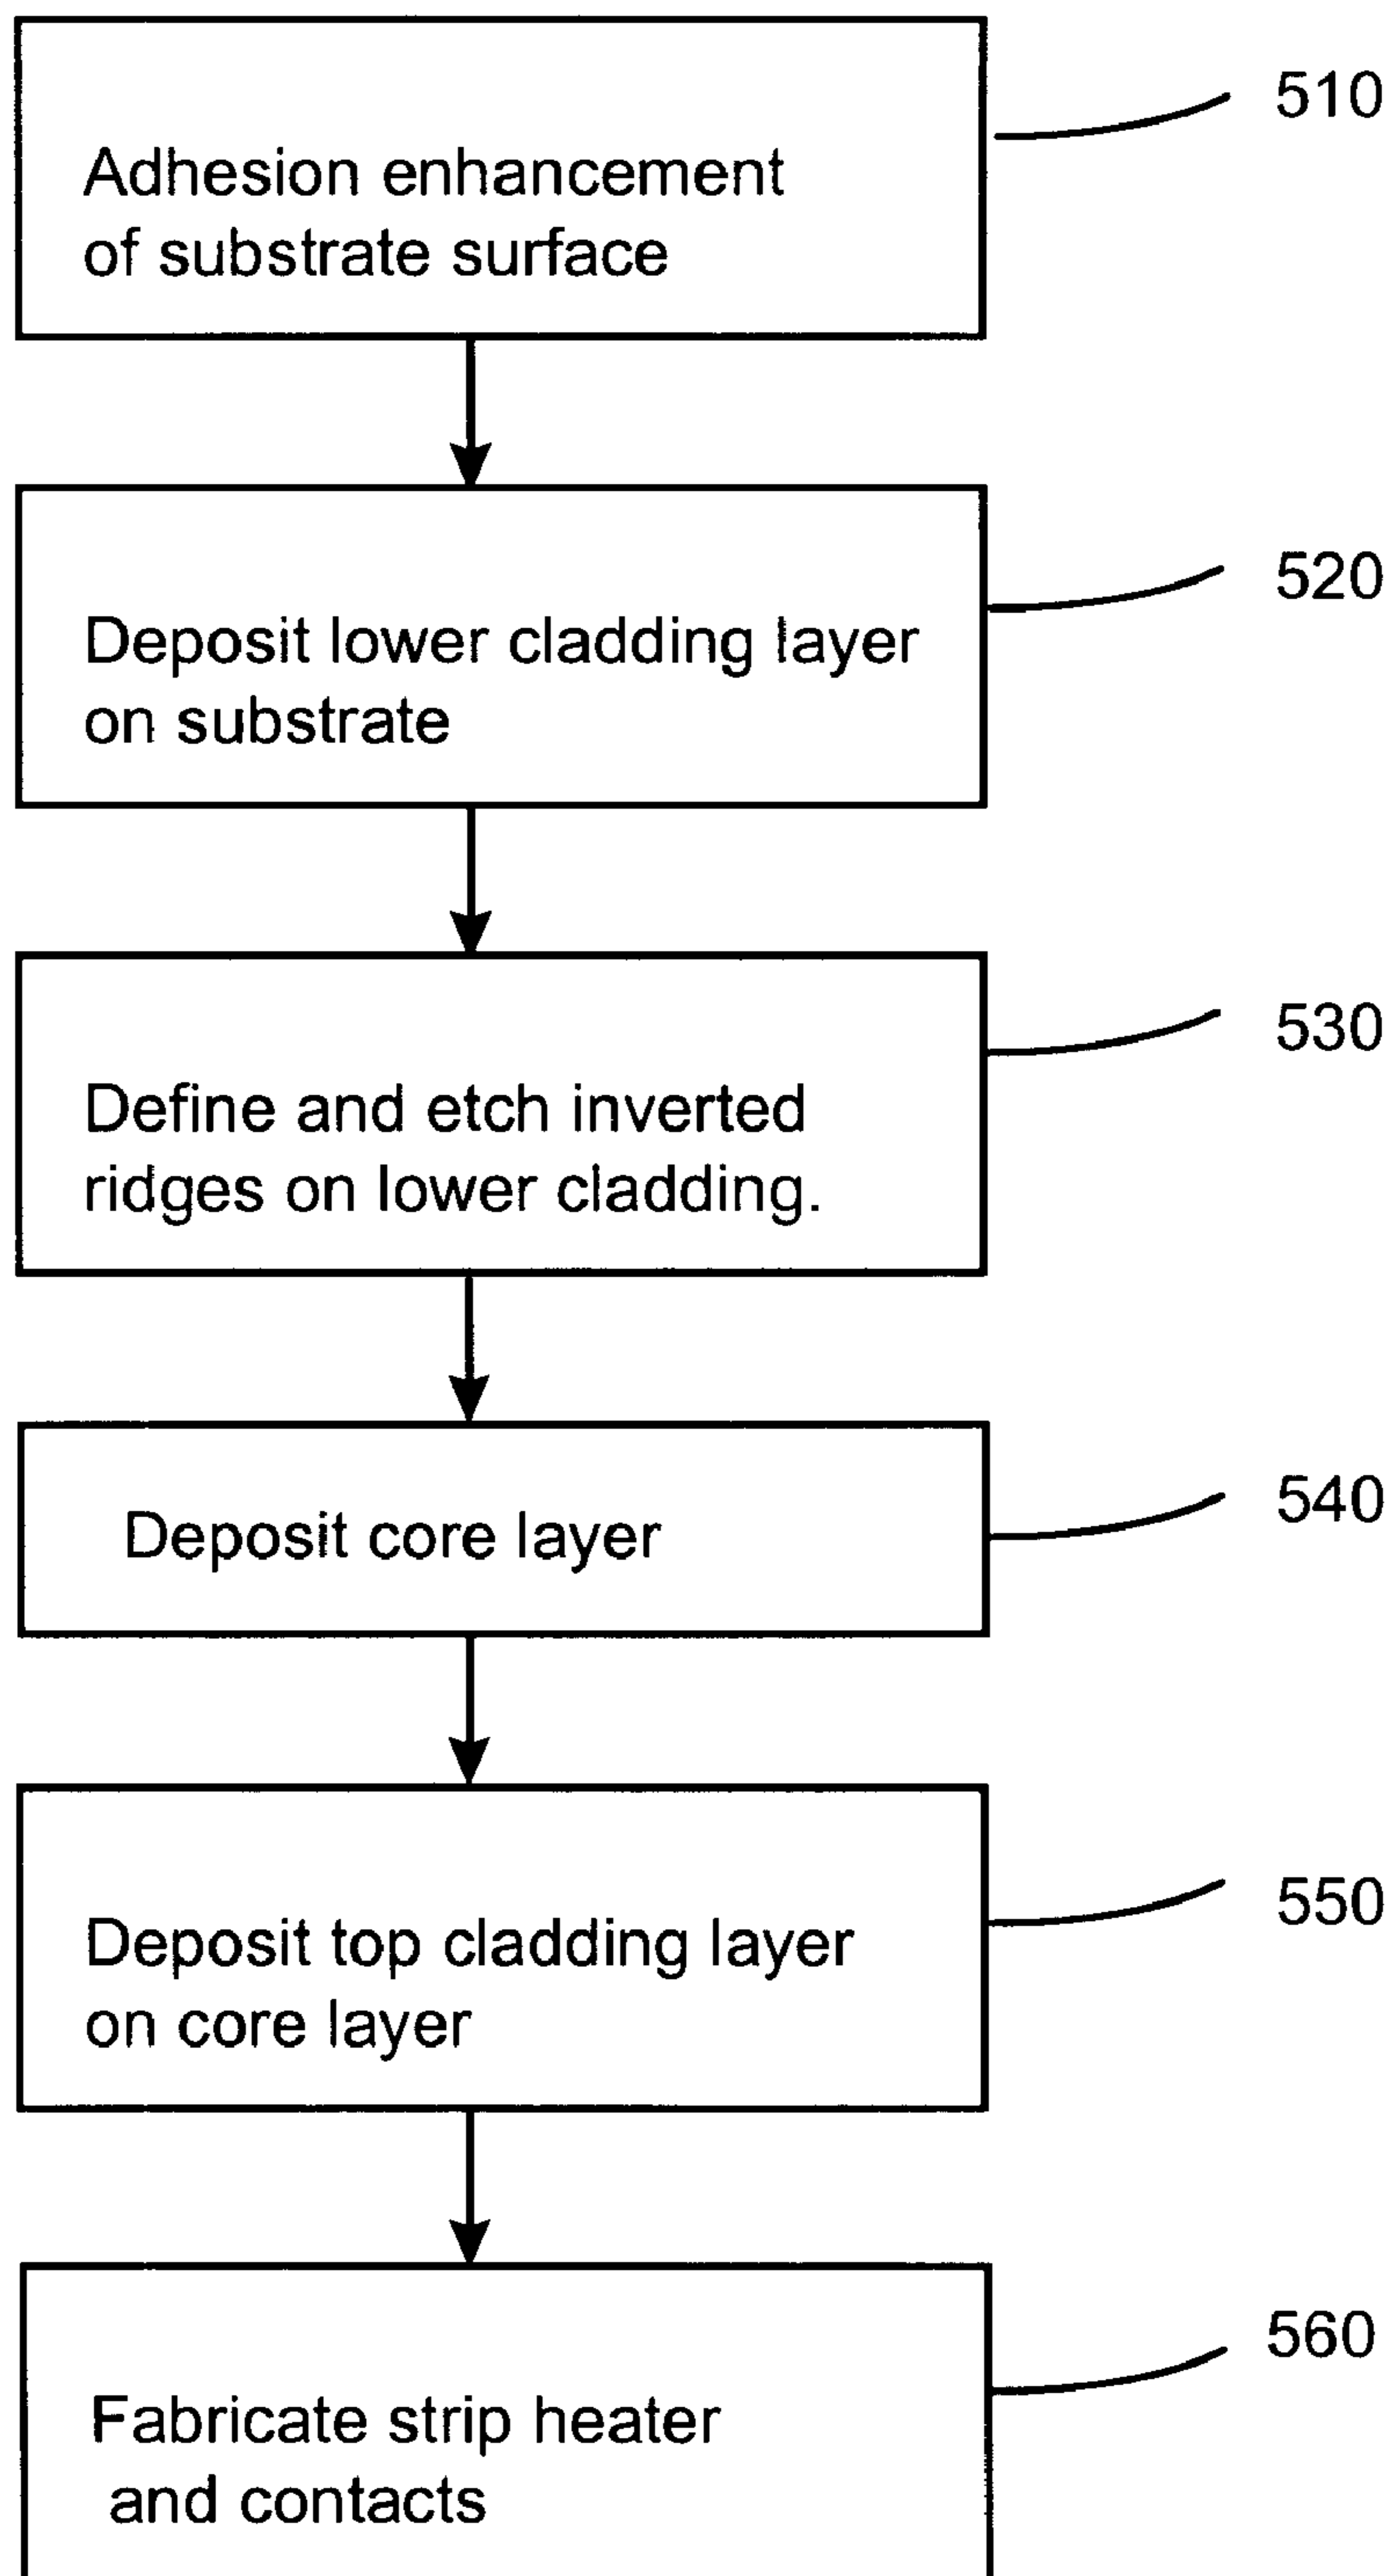 510
Adhesion enhancement
of substrate surface
520
Deposit lower cladding layer
on substrate
530
Define and etch inverted
ridges on lower cladding.
540
Deposit core layer
550
Deposit top cladding layer
on core layer
560
Fabricate strip heater
and contacts